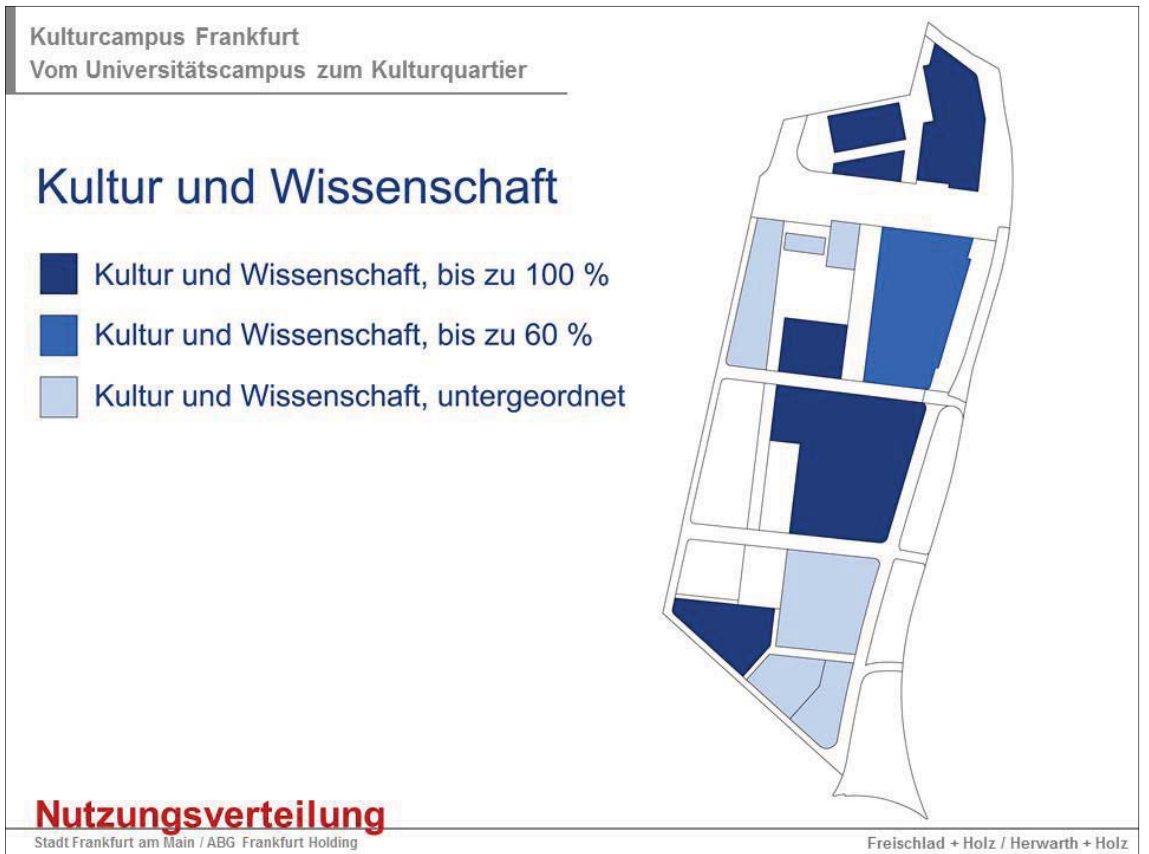 Kulturcampus Frankfurt
Vom Universitätscampus zum Kulturquartier
Kultur und Wissenschaft
Kultur und Wissenschaft, bis zu 100 %
Kultur und Wissenschaft, bis zu 60 %
Kultur und Wissenschaft, untergeordnet
Nutzungsverteilung
Stadt Frankfurt am Main / ABG Frankfurt Holding
Freischlad + Holz / Herwarth + Holz